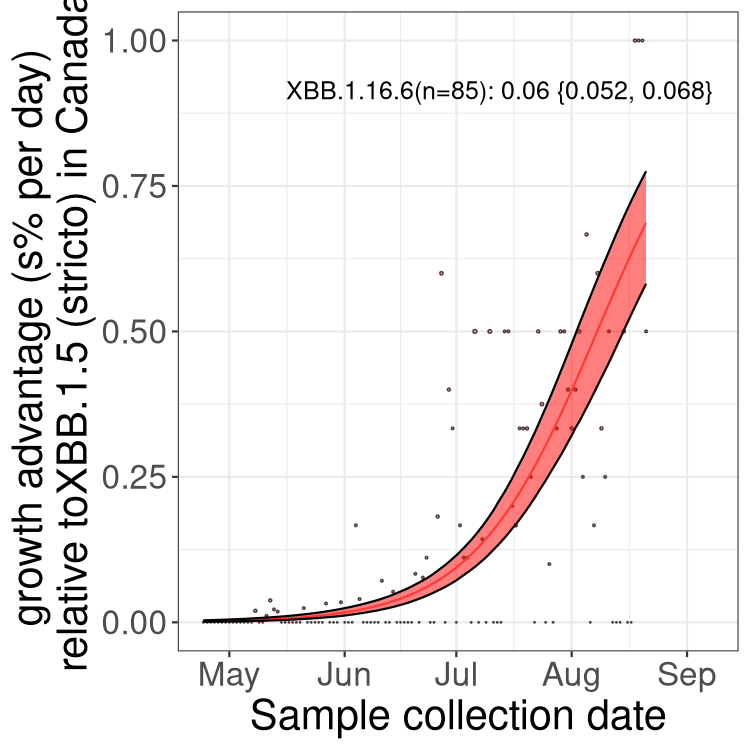 growth advantage (s% per day)
relative toXBB.1.5 (stricto) in Canada
1.00
0.75
0.50
0.25
0.00
XBB.1.16.6(n=85): 0.06 {0.052, 0.068}
May Jun Jul Aug Sep
Sample collection date